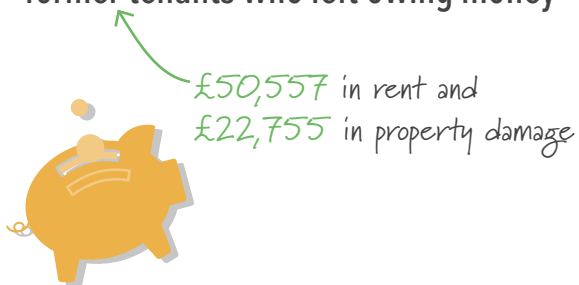 former tenants who left owing money
£50,557 in rent and
£22,755 in property damage